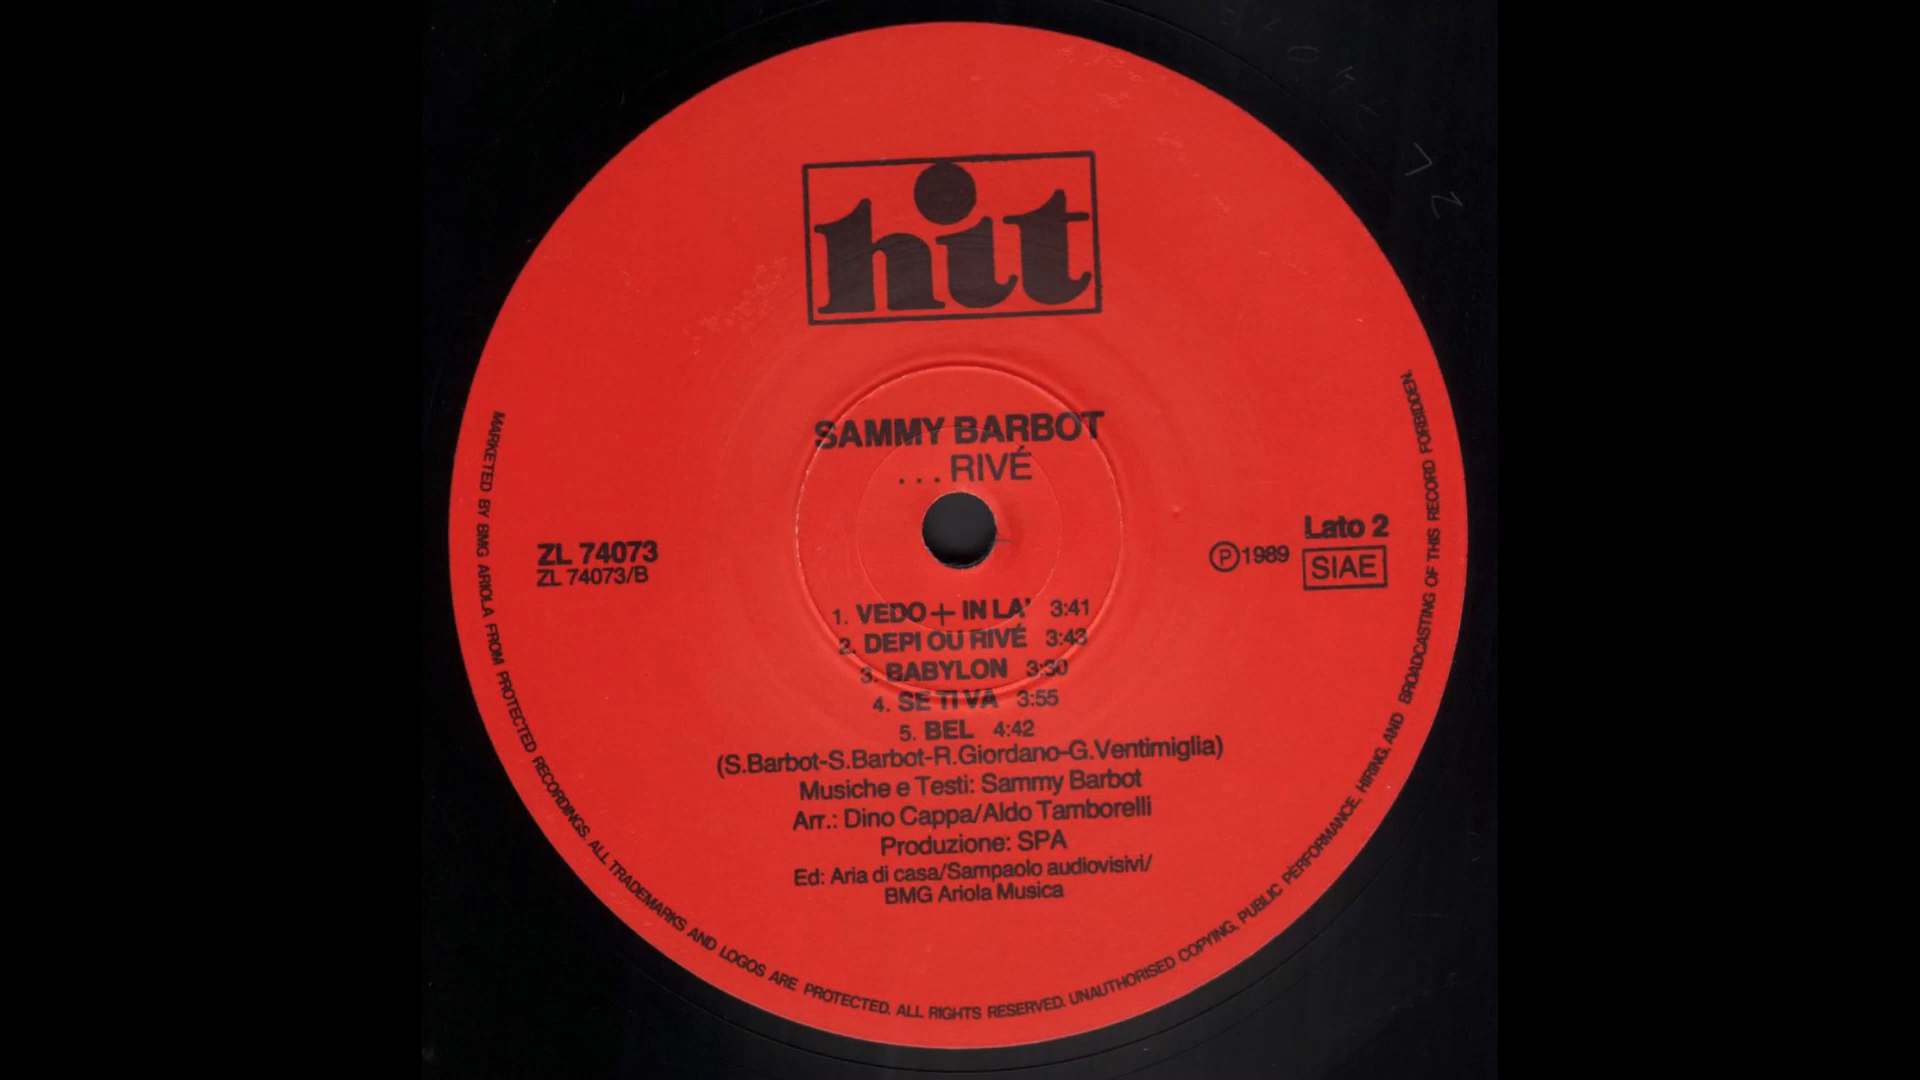 hit
SAMMY BARBOT
...RIVÉ
ZL 74073
ZL 74073/B
Ⓟ1989
Lato 2
SIAE
1. VEDO + IN LA' 3:41
2. DEPI OU RIVÉ 3:43
3. BABYLON 3:30
4. SE TI VA 3:55
5. BEL 4:42
(S.Barbot-S.Barbot-R.Giordano-G.Ventimiglia)
Musiche e Testi: Sammy Barbot
Arr.: Dino Cappa/Aldo Tamborelli
Produzione: SPA
Ed: Aria di casa/Sampaolo audiovisivi/
BMG Ariola Musica
MARKETED BY BMG ARIOLA FROM PROTECTED RECORDINGS. ALL TRADEMARKS AND LOGOS ARE PROTECTED. ALL RIGHTS RESERVED. UNAUTHORISED COPYING, PUBLIC PERFORMANCE, HIRING, AND BROADCASTING OF THIS RECORD FORBIDDEN.